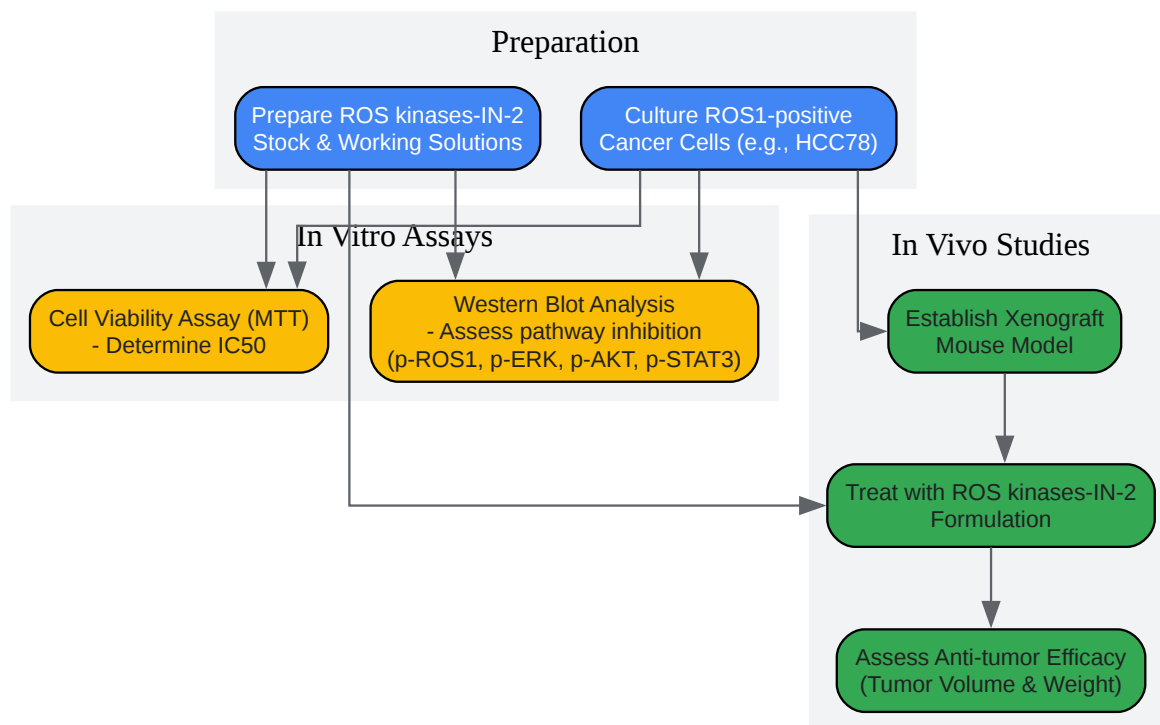 Preparation
Prepare ROS kinases-IN-2
Stock & Working Solutions
Culture ROS1-positive
Cancer Cells (e.g., HCC78)
In Vitro Assays
Cell Viability Assay (MTT)
- Determine IC50
Western Blot Analysis
- Assess pathway inhibition
(p-ROS1, p-ERK, p-AKT, p-STAT3)
In Vivo Studies
Establish Xenograft
Mouse Model
Treat with ROS kinases-IN-2
Formulation
Assess Anti-tumor Efficacy
(Tumor Volume & Weight)